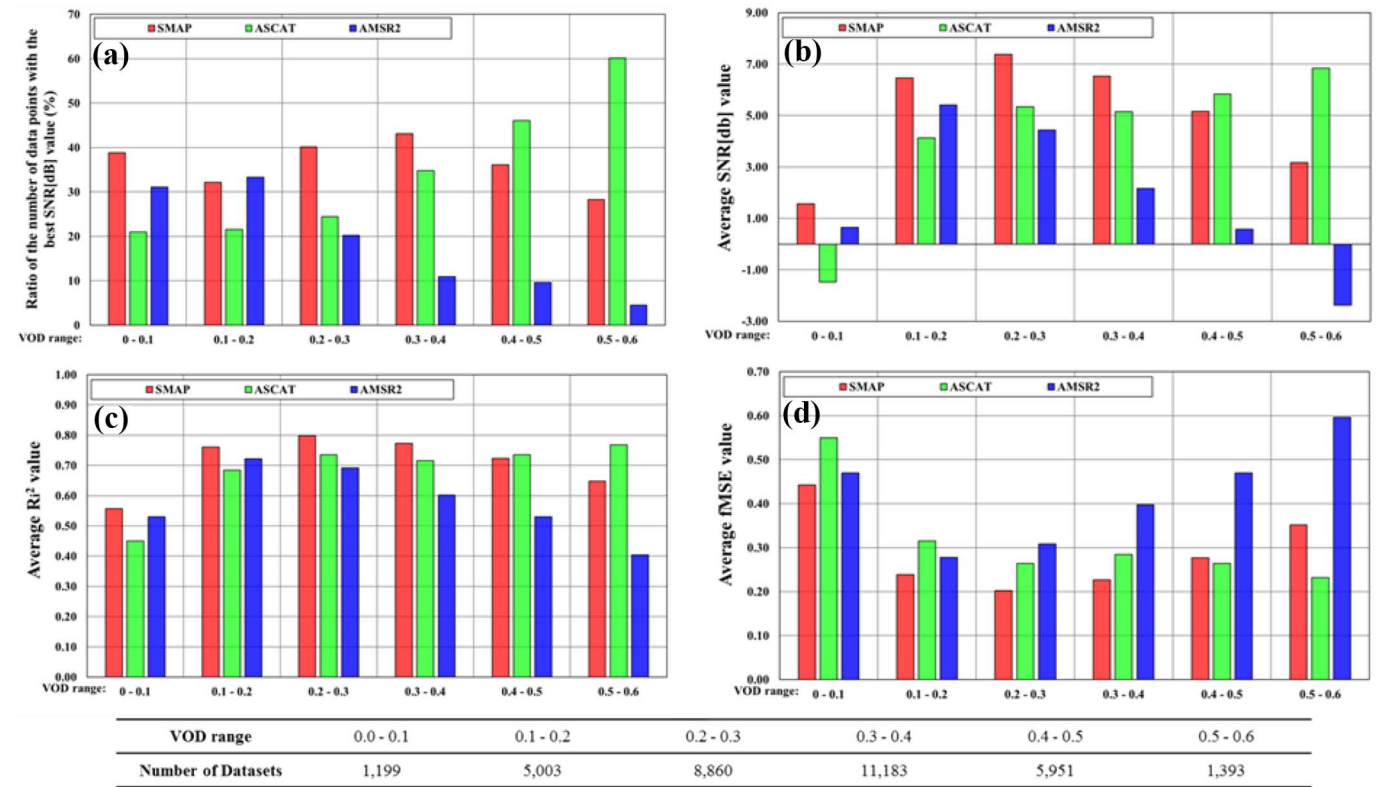 (a)
SMAP ASCAT AMSR2
Ratio of the number of data points with the
best SNR[dB] value (%)
70
60
50
40
30
20
10
0
VOD range: 0 - 0.1 0.1 - 0.2 0.2 - 0.3 0.3 - 0.4 0.4 - 0.5 0.5 - 0.6
(b)
SMAP ASCAT AMSR2
Average SNR[db] value
9.00
7.00
5.00
3.00
1.00
-1.00
-3.00
VOD range: 0 - 0.1 0.1 - 0.2 0.2 - 0.3 0.3 - 0.4 0.4 - 0.5 0.5 - 0.6
(c)
SMAP ASCAT AMSR2
Average Ri² value
1.00
0.90
0.80
0.70
0.60
0.50
0.40
0.30
0.20
0.10
0.00
VOD range: 0 - 0.1 0.1 - 0.2 0.2 - 0.3 0.3 - 0.4 0.4 - 0.5 0.5 - 0.6
(d)
SMAP ASCAT AMSR2
Average fMSE value
0.70
0.60
0.50
0.40
0.30
0.20
0.10
0.00
VOD range: 0 - 0.1 0.1 - 0.2 0.2 - 0.3 0.3 - 0.4 0.4 - 0.5 0.5 - 0.6
VOD range 0.0 - 0.1 0.1 - 0.2 0.2 - 0.3 0.3 - 0.4 0.4 - 0.5 0.5 - 0.6
Number of Datasets 1,199 5,003 8,860 11,183 5,951 1,393